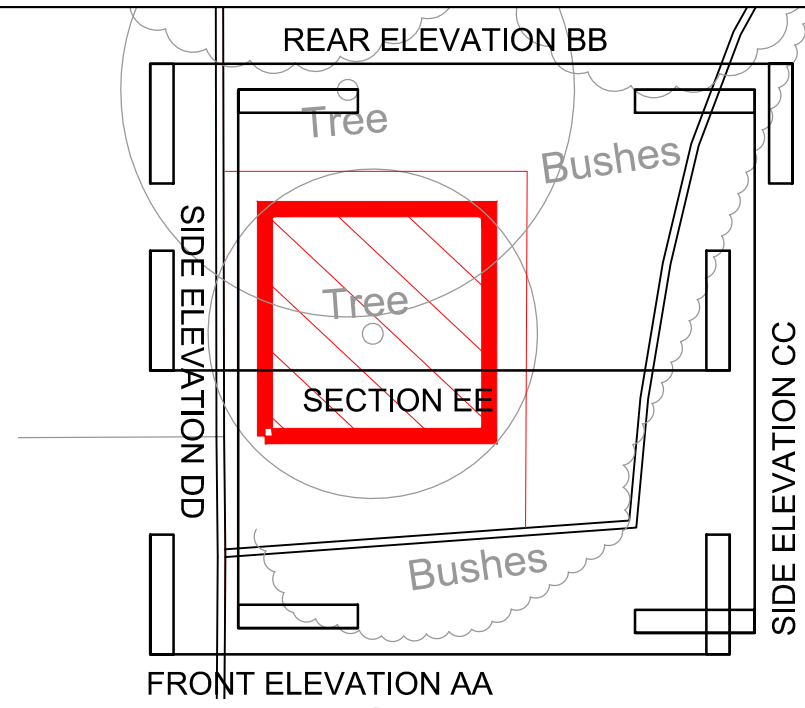 REAR ELEVATION BB
Tree
Bushes
SIDE ELEVATION DD
Tree
SECTION EE
SIDE ELEVATION CC
Bushes
FRONT ELEVATION AA